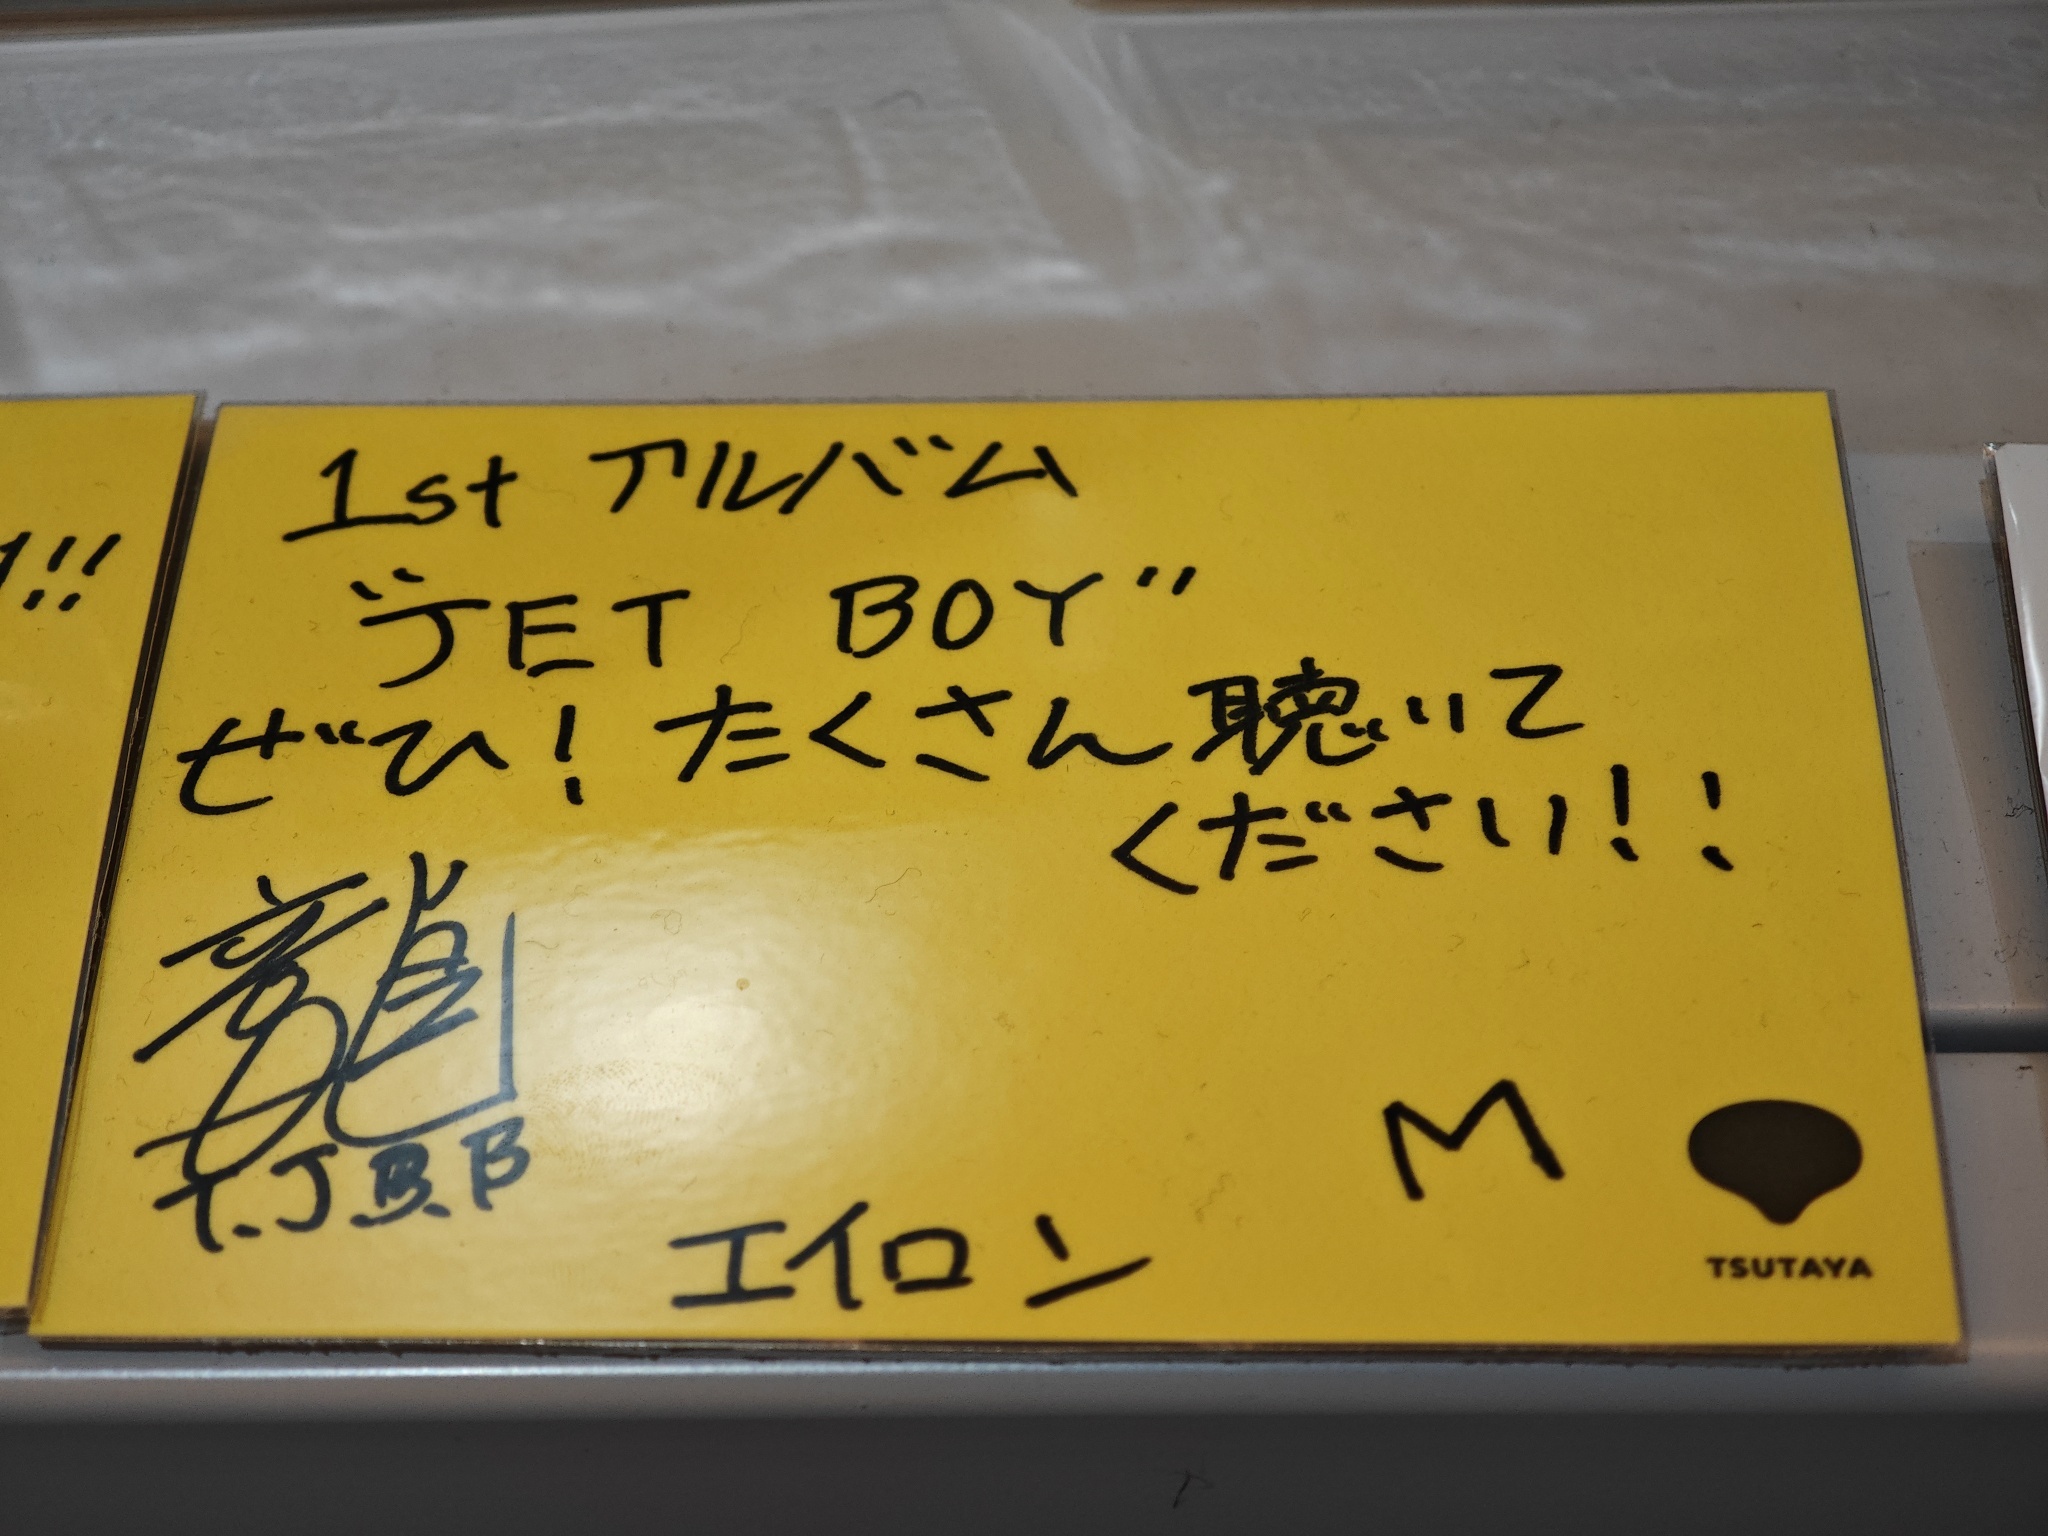 1st アルバム
"JET BOY"
ぜひ！たくさん聴いて
ください！！
龍
T.J.B.B
エイロン
M
TSUTAYA
!!